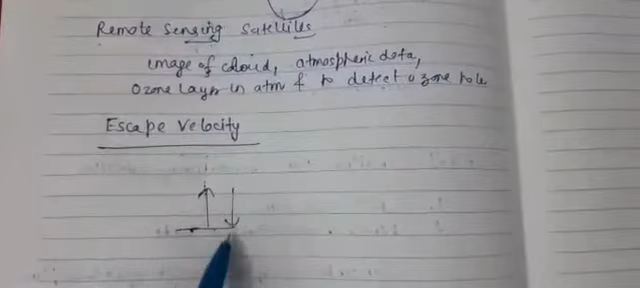 Remote Sensing Satellites
image of cloud, atmospheric data,
Ozone layer in atm & to detect ozone hole
Escape Velocity